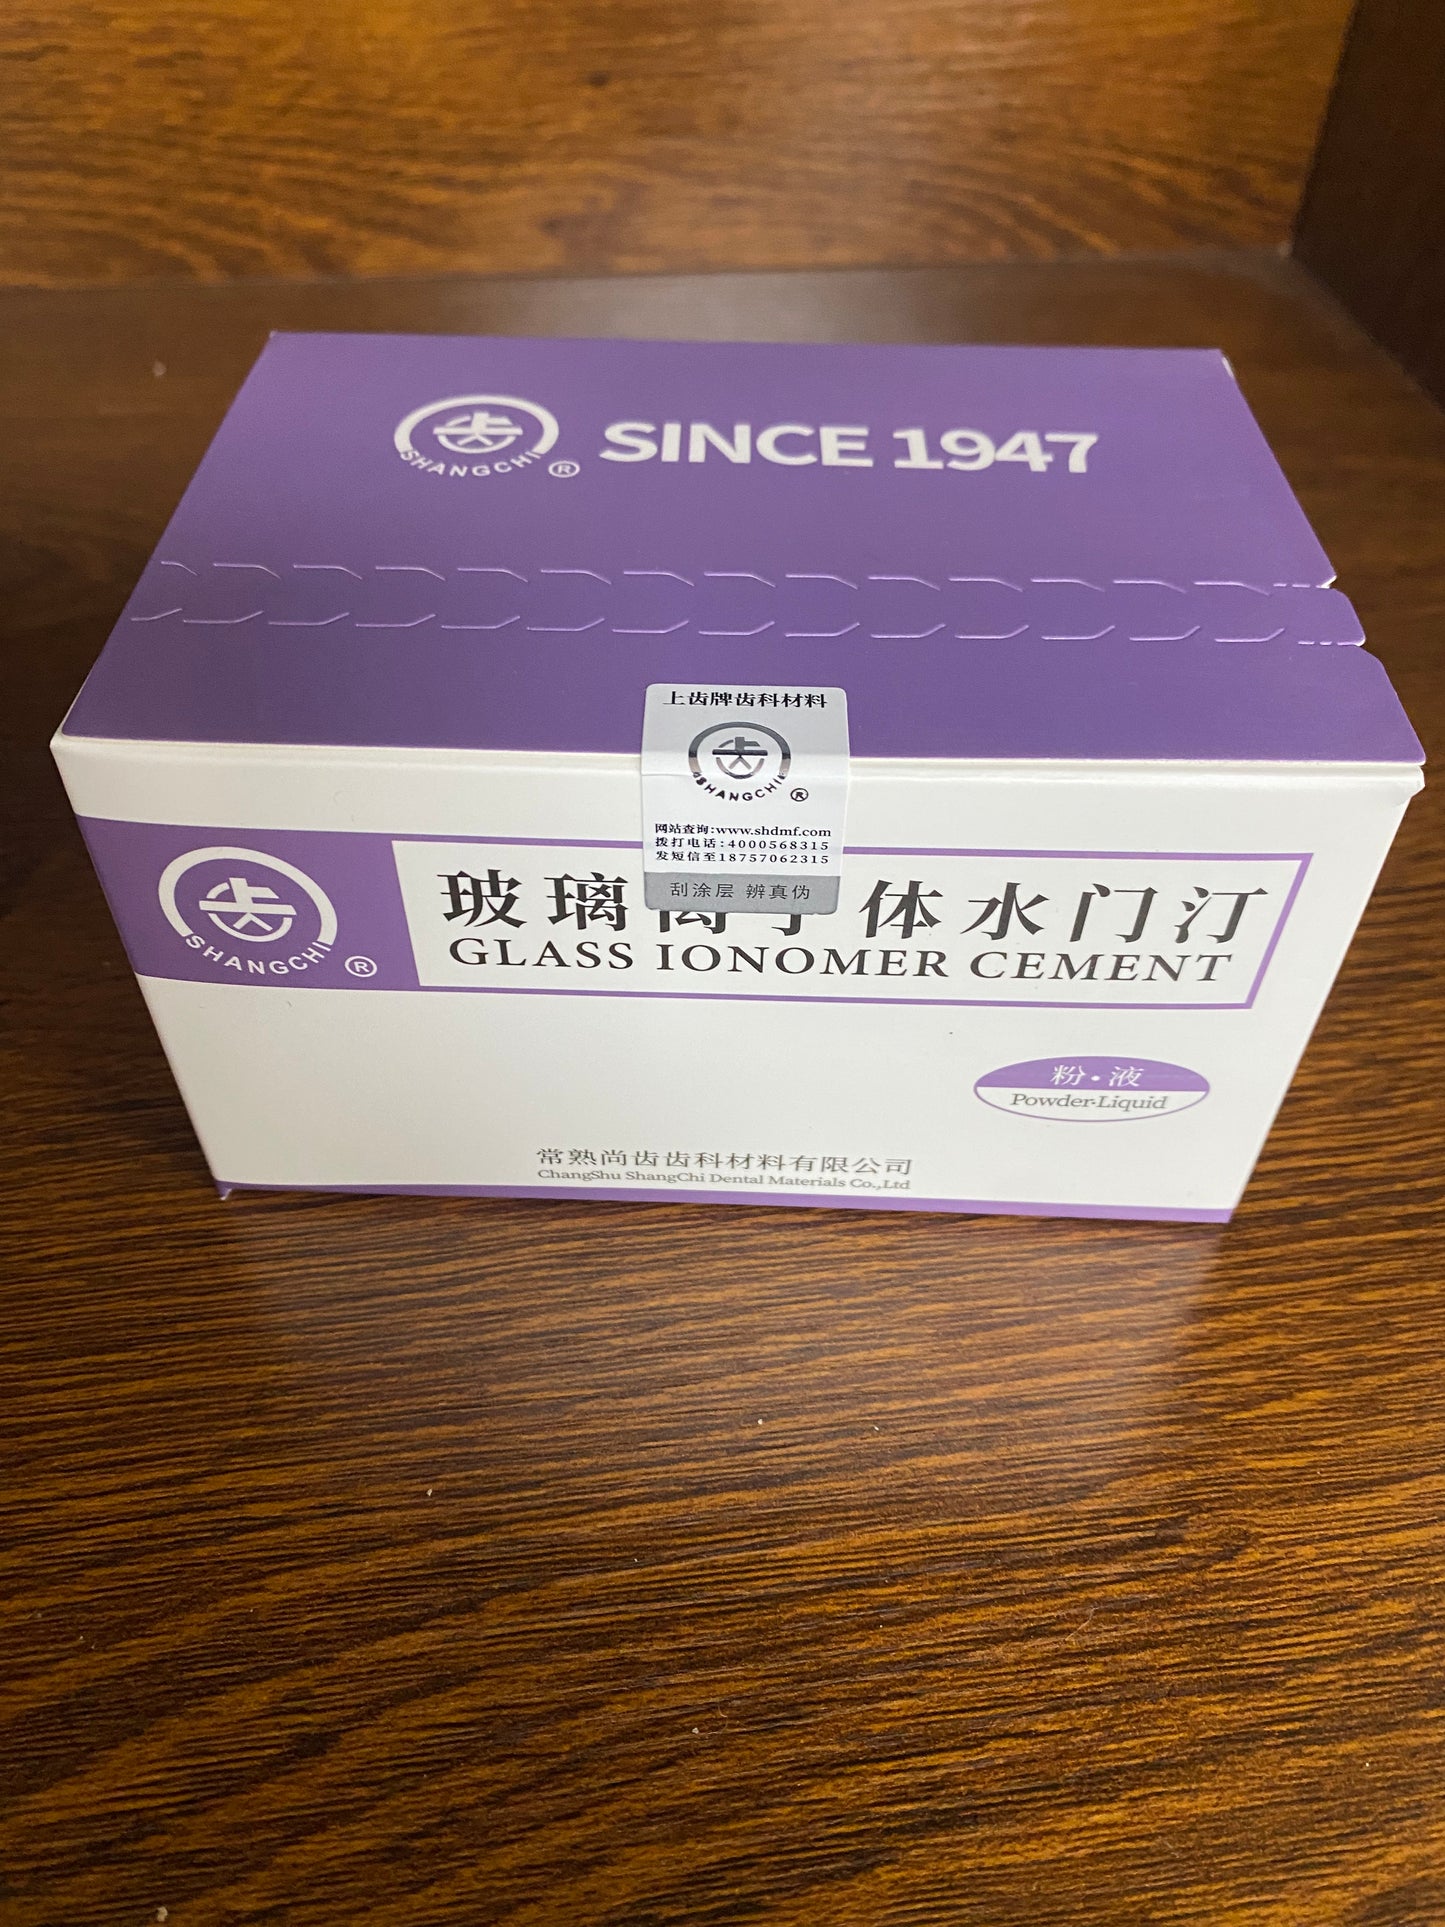 SHANGCHI ® SINCE 1947
上齿牌齿科材料
SHANGCHI ®
网站查询:www.shdmf.com
拨打电话:4000568315
发短信至18757062315
刮涂层 辨真伪
SHANGCHI ®
玻璃离子体水门汀
GLASS IONOMER CEMENT
粉·液
Powder·Liquid
常熟尚齿齿科材料有限公司
ChangShu ShangChi Dental Materials Co.,Ltd